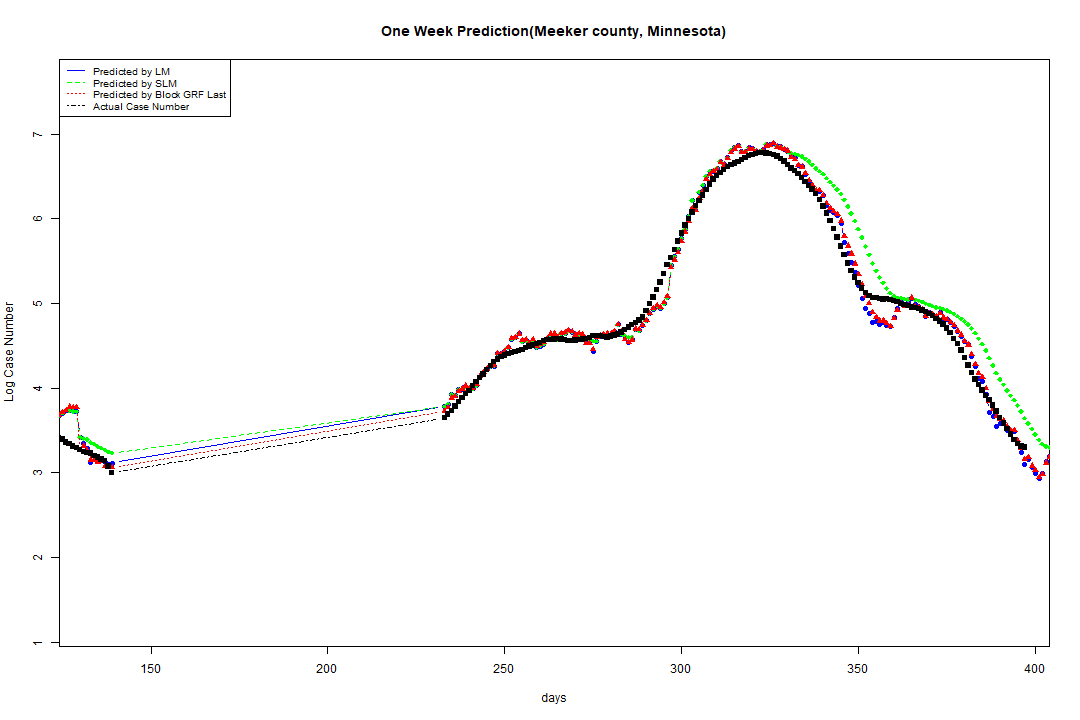 One Week Prediction(Meeker county, Minnesota)
Predicted by LM
Predicted by SLM
Predicted by Block GRF Last
Actual Case Number
Log Case Number
7
6
5
4
3
2
1
150 200 250 300 350 400
days